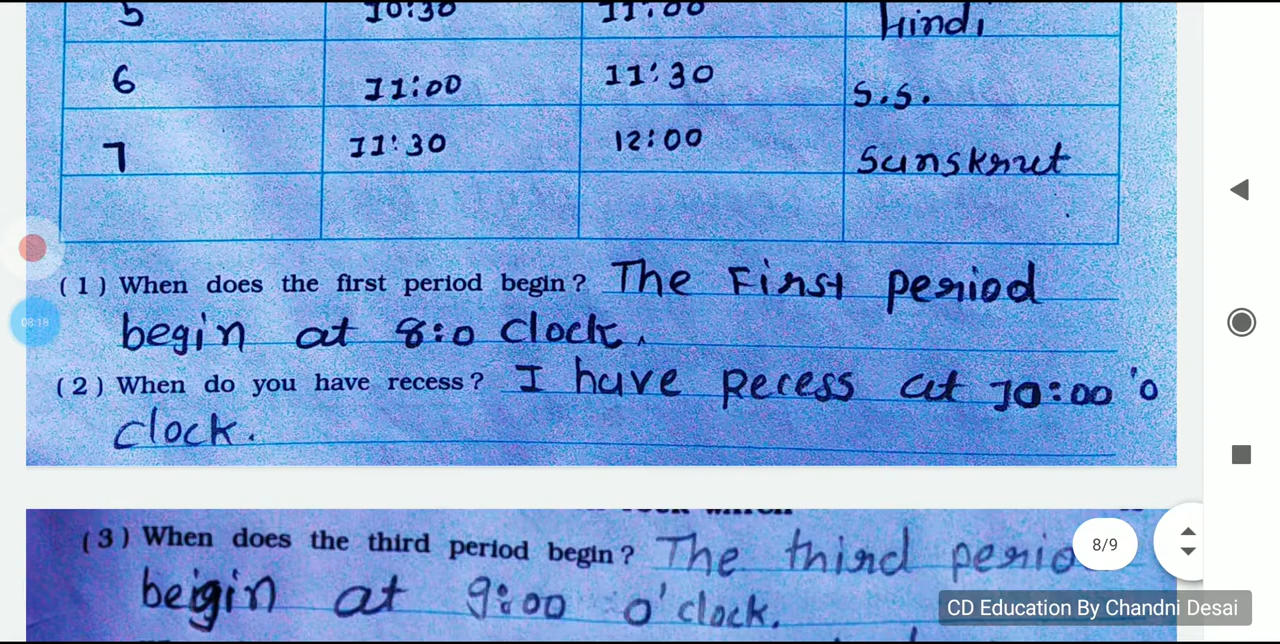 5 10:30 11:00 Hindi
6 11:00 11:30 S.S.
7 11:30 12:00 Sunskrut
(1) When does the first period begin? The First period
begin at 8:0 clock.
(2) When do you have recess? I have Recess at 10:00 'o
clock.
08:18
(3) When does the third period begin? The third perio
8/9
beigin at 9:00 o'clock.
CD Education By Chandni Desai